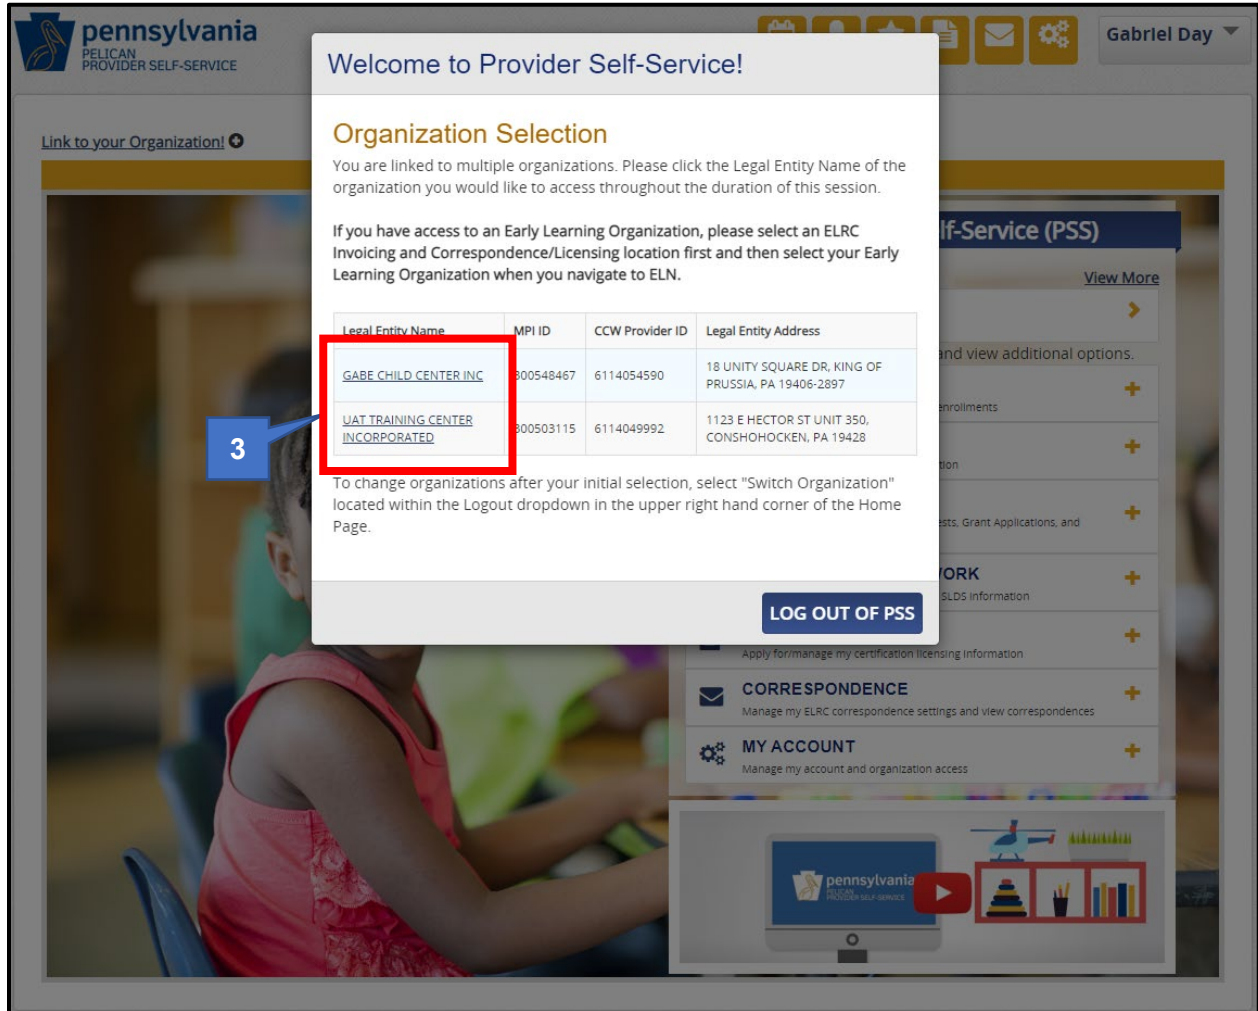 pennsylvania
PELICAN
PROVIDER SELF-SERVICE
Gabriel Day
Link to your Organization!
Welcome to Provider Self-Service!
Organization Selection
You are linked to multiple organizations. Please click the Legal Entity Name of the
organization you would like to access throughout the duration of this session.
If you have access to an Early Learning Organization, please select an ELRC
Invoicing and Correspondence/Licensing location first and then select your Early
Learning Organization when you navigate to ELN.
Legal Entity Name MPI ID CCW Provider ID Legal Entity Address
GABE CHILD CENTER INC 300548467 6114054590 18 UNITY SQUARE DR, KING OF
PRUSSIA, PA 19406-2897
UAT TRAINING CENTER
INCORPORATED 300503115 6114049992 1123 E HECTOR ST UNIT 350,
CONSHOHOCKEN, PA 19428
3
To change organizations after your initial selection, select "Switch Organization"
located within the Logout dropdown in the upper right hand corner of the Home
Page.
LOG OUT OF PSS
lf-Service (PSS)
View More
and view additional options.
enrollments
tion
ests, Grant Applications, and
ORK
SLDS information
Apply for/manage my certification licensing information
CORRESPONDENCE
Manage my ELRC correspondence settings and view correspondences
MY ACCOUNT
Manage my account and organization access
pennsylvania
PELICAN
PROVIDER SELF-SERVICE